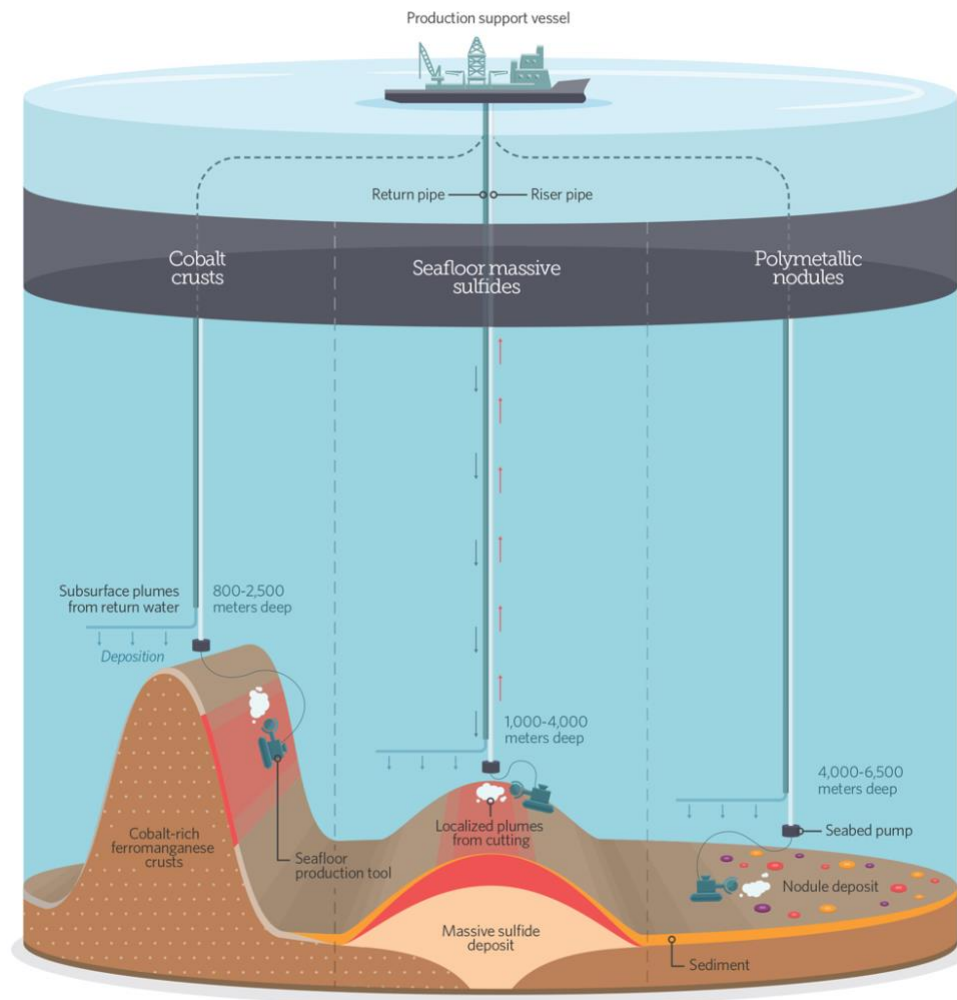 Production support vessel
Return pipe
Riser pipe
Cobalt
crusts
Seafloor massive
sulfides
Polymetallic
nodules
Subsurface plumes
from return water
800-2,500
meters deep
Deposition
1,000-4,000
meters deep
4,000-6,500
meters deep
Seabed pump
Localized plumes
from cutting
Cobalt-rich
ferromanganese
crusts
Seafloor
production tool
Nodule deposit
Massive sulfide
deposit
Sediment